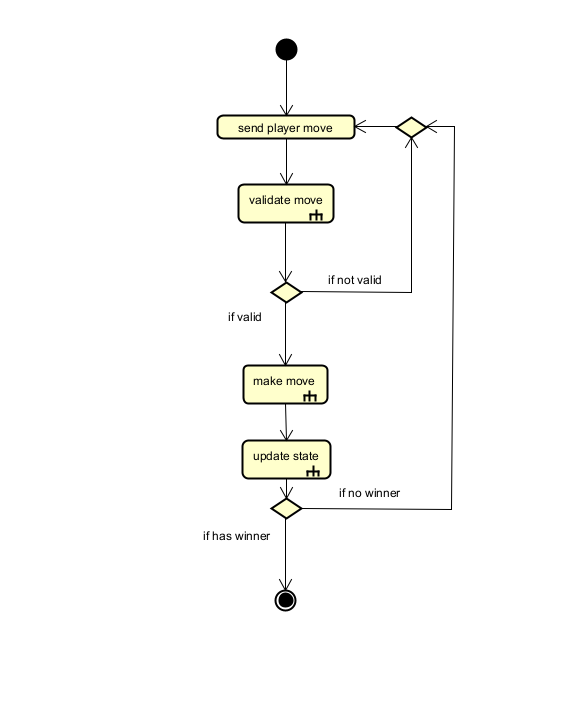 send player move
validate move
if not valid
if valid
make move
update state
if no winner
if has winner